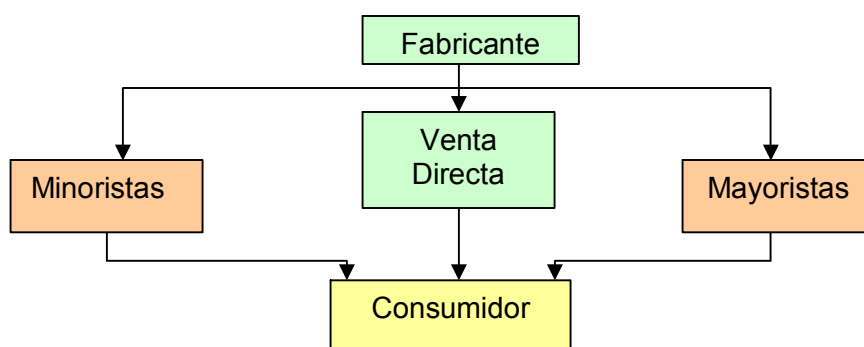 Fabricante
Venta
Directa
Minoristas
Mayoristas
Consumidor